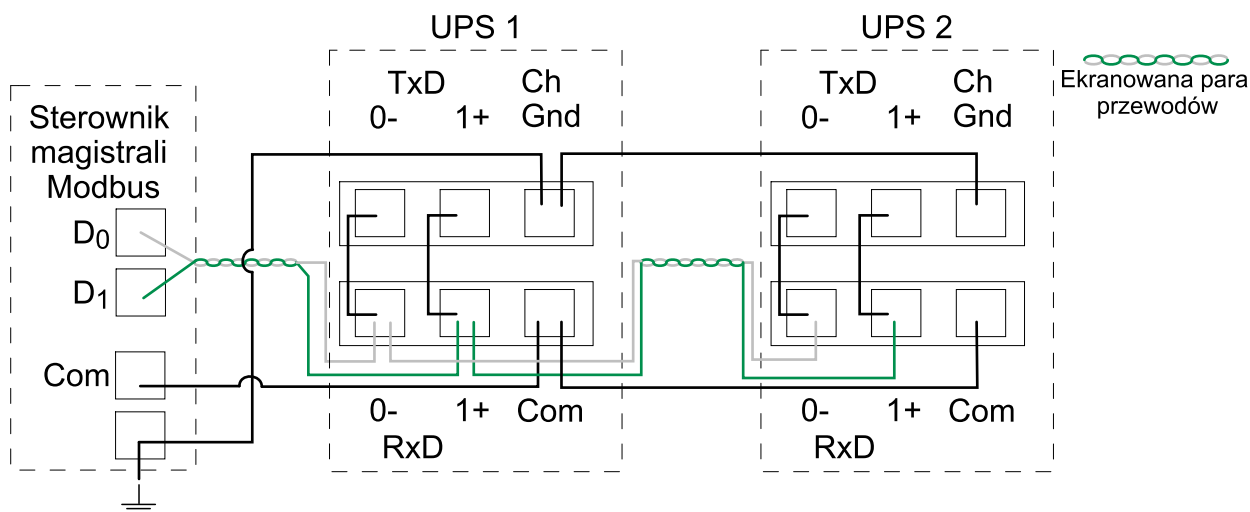 UPS 1
UPS 2
TxD
Ch
0-
1+
Gnd
TxD
Ch
0-
1+
Gnd
Ekranowana para
przewodów
Sterownik
magistrali
Modbus
D0
D1
Com
0-
1+
Com
RxD
0-
1+
Com
RxD